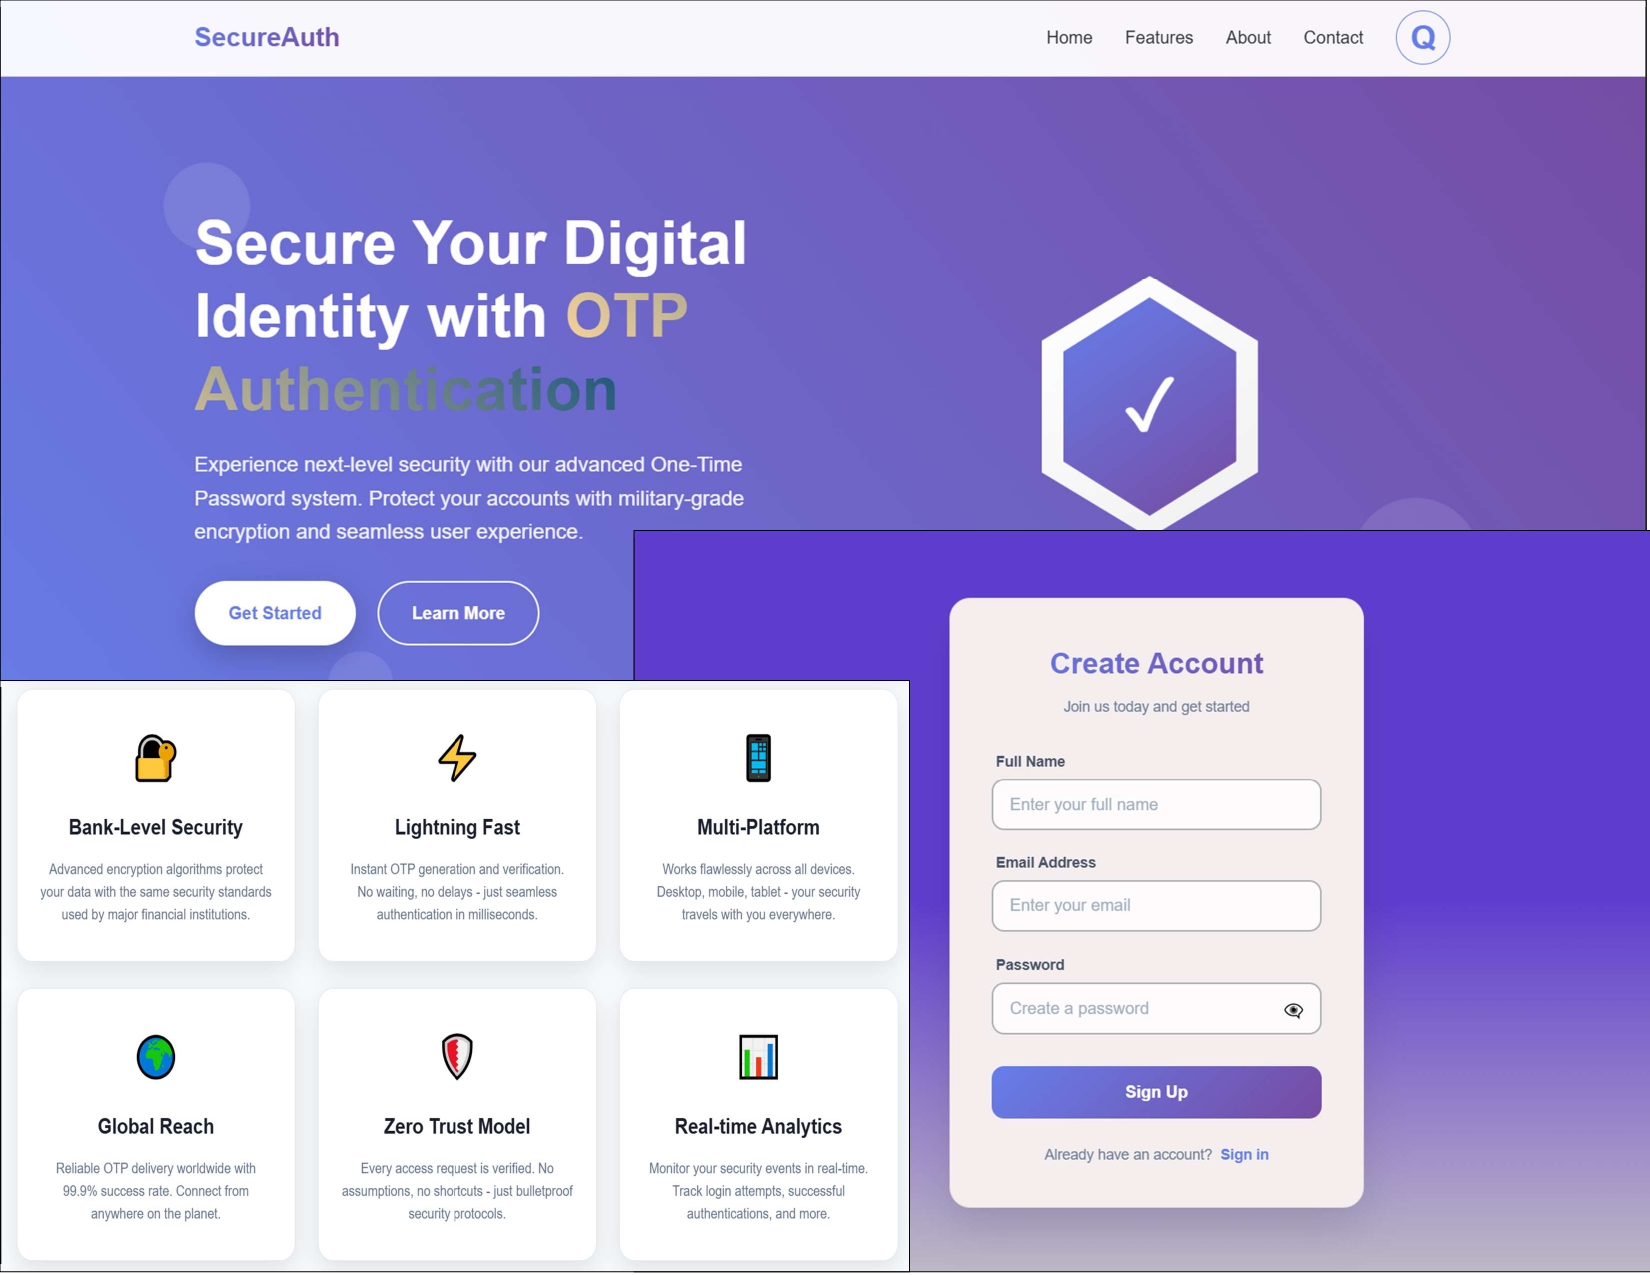 SecureAuth
Home
Features
About
Contact
Q
Secure Your Digital
Identity with OTP
Authentication
Experience next-level security with our advanced One-Time
Password system. Protect your accounts with military-grade
encryption and seamless user experience.
Get Started
Learn More
Bank-Level Security
Advanced encryption algorithms protect
your data with the same security standards
used by major financial institutions.
Lightning Fast
Instant OTP generation and verification.
No waiting, no delays - just seamless
authentication in milliseconds.
Multi-Platform
Works flawlessly across all devices.
Desktop, mobile, tablet - your security
travels with you everywhere.
Global Reach
Reliable OTP delivery worldwide with
99.9% success rate. Connect from
anywhere on the planet.
Zero Trust Model
Every access request is verified. No
assumptions, no shortcuts - just bulletproof
security protocols.
Real-time Analytics
Monitor your security events in real-time.
Track login attempts, successful
authentications, and more.
Create Account
Join us today and get started
Full Name
Enter your full name
Email Address
Enter your email
Password
Create a password
Sign Up
Already have an account? Sign in